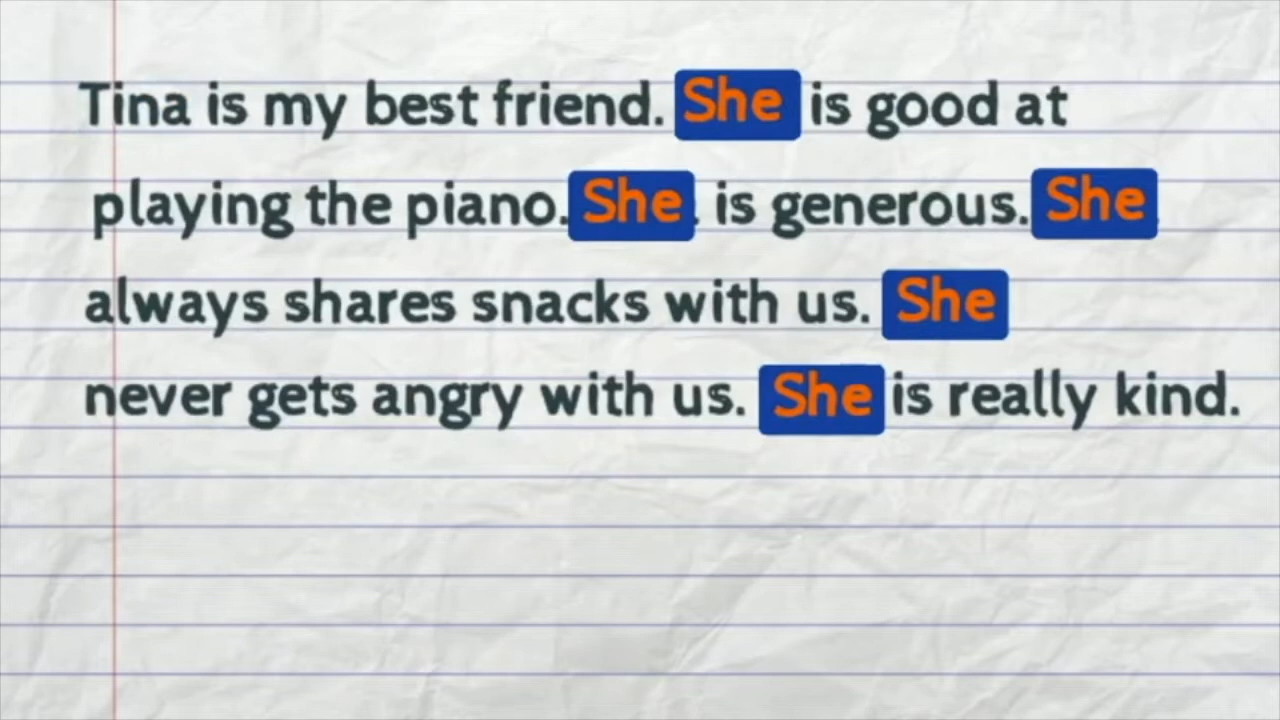 Tina is my best friend. She is good at
playing the piano. She is generous. She
always shares snacks with us. She
never gets angry with us. She is really kind.